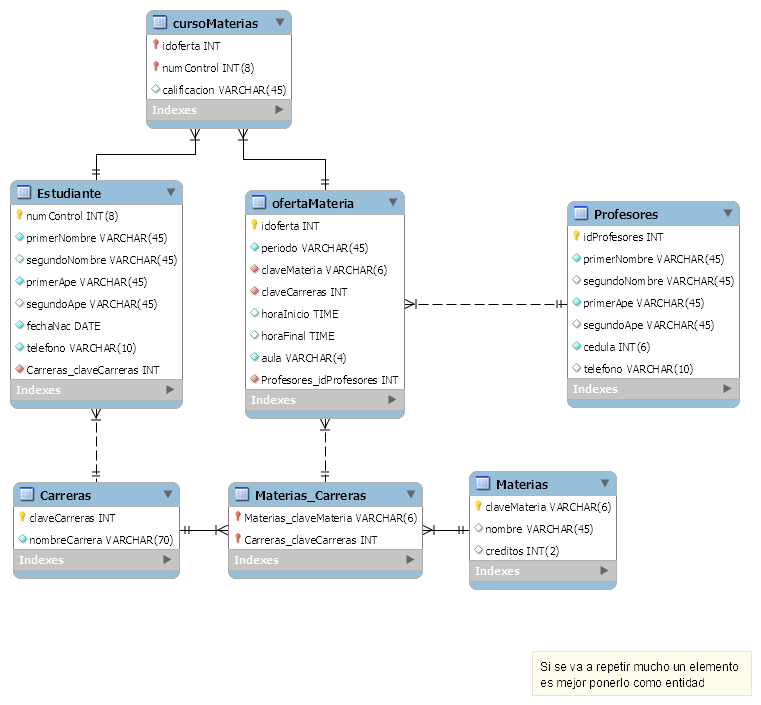 cursoMaterias
idoferta INT
numControl INT(8)
calificacion VARCHAR(45)
Indexes
Estudiante
numControl INT(8)
primerNombre VARCHAR(45)
segundoNombre VARCHAR(45)
primerApe VARCHAR(45)
segundoApe VARCHAR(45)
fechaNac DATE
telefono VARCHAR(10)
Carreras_claveCarreras INT
Indexes
ofertaMateria
idoferta INT
periodo VARCHAR(45)
claveMateria VARCHAR(6)
claveCarreras INT
horaInicio TIME
horaFinal TIME
aula VARCHAR(4)
Profesores_idProfesores INT
Indexes
Profesores
idProfesores INT
primerNombre VARCHAR(45)
segundoNombre VARCHAR(45)
primerApe VARCHAR(45)
segundoApe VARCHAR(45)
cedula INT(6)
telefono VARCHAR(10)
Indexes
Carreras
claveCarreras INT
nombreCarrera VARCHAR(70)
Indexes
Materias_Carreras
Materias_claveMateria VARCHAR(6)
Carreras_claveCarreras INT
Indexes
Materias
claveMateria VARCHAR(6)
nombre VARCHAR(45)
creditos INT(2)
Indexes
Si se va a repetir mucho un elemento
es mejor ponerlo como entidad